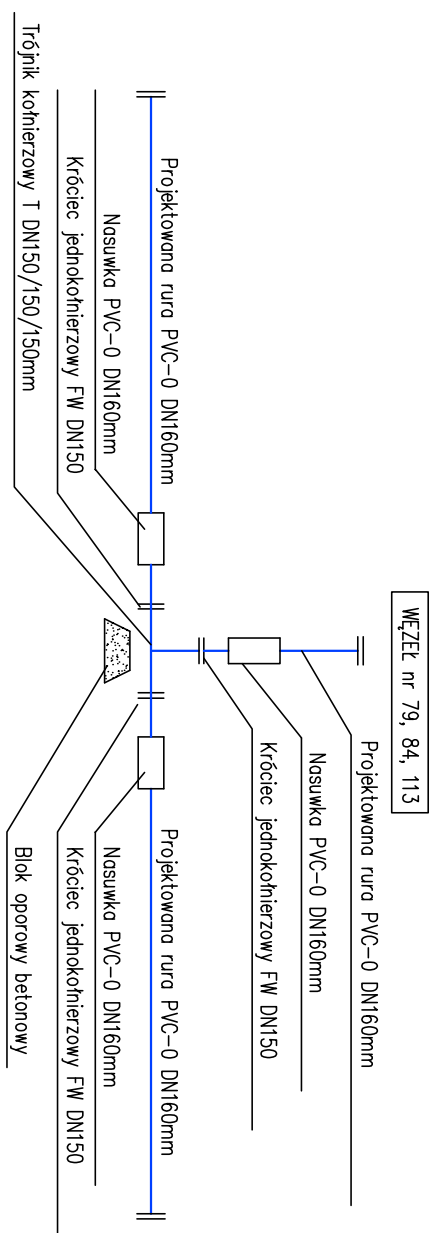 WĘZEŁ nr 79, 84, 113
Projektowana rura PVC-O DN160mm
Nasuwka PVC-O DN160mm
Króciec jednokołnierzowy FW DN150
Projektowana rura PVC-O DN160mm
Nasuwka PVC-O DN160mm
Króciec jednokołnierzowy FW DN150
Trójnik kołnierzowy T DN150/150/150mm
Projektowana rura PVC-O DN160mm
Nasuwka PVC-O DN160mm
Króciec jednokołnierzowy FW DN150
Blok oporowy betonowy